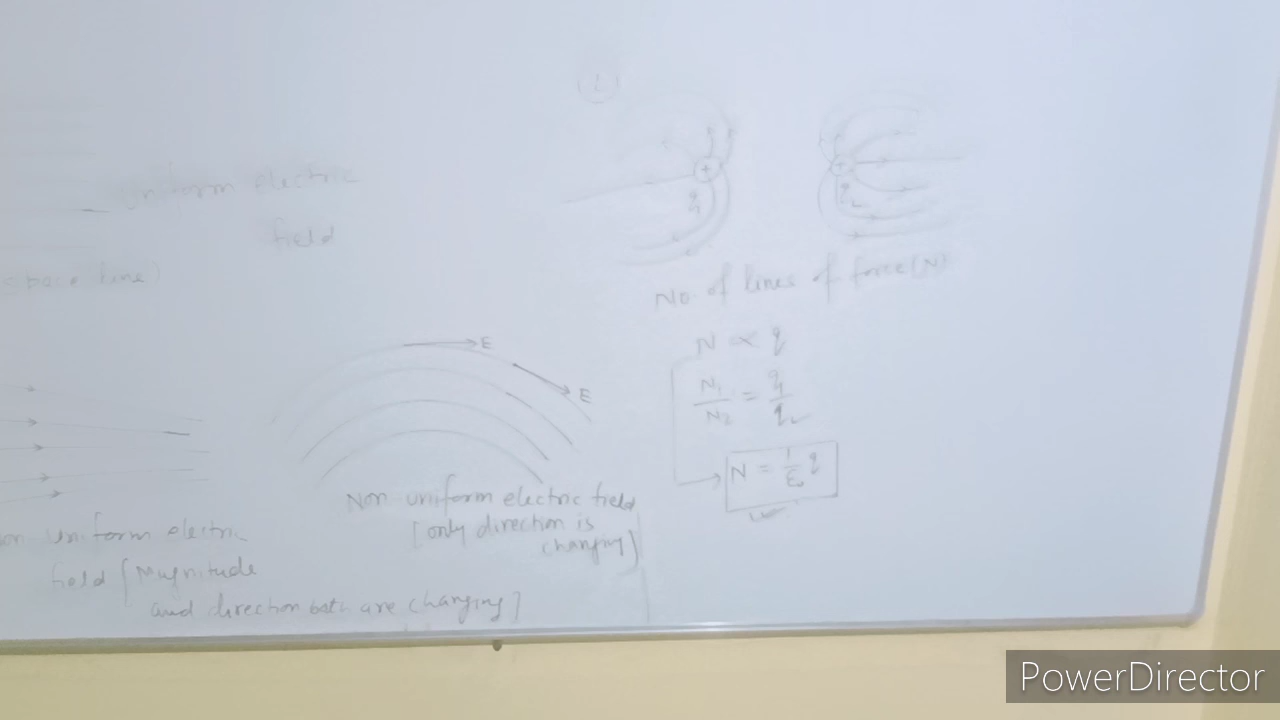 (i)
uniform electric
field
space time)
+
+
q1
q2
No of lines of force (N)
N ∝ q
N1/N2 = q1/q2
N = 1/ε0 q
E
E
Non uniform electric field
[only direction is
changing]
on uniform electric
field [Magnitude
and direction both are changing]
PowerDirector